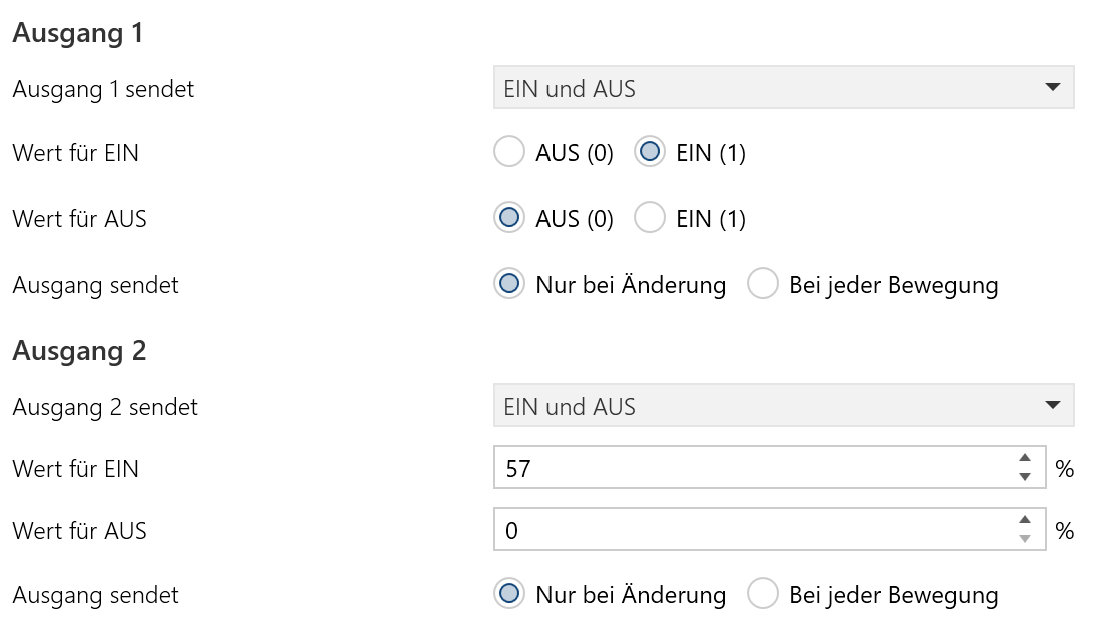 Ausgang 1
Ausgang 1 sendet EIN und AUS
Wert für EIN AUS (0) EIN (1)
Wert für AUS AUS (0) EIN (1)
Ausgang sendet Nur bei Änderung Bei jeder Bewegung
Ausgang 2
Ausgang 2 sendet EIN und AUS
Wert für EIN 57 %
Wert für AUS 0 %
Ausgang sendet Nur bei Änderung Bei jeder Bewegung